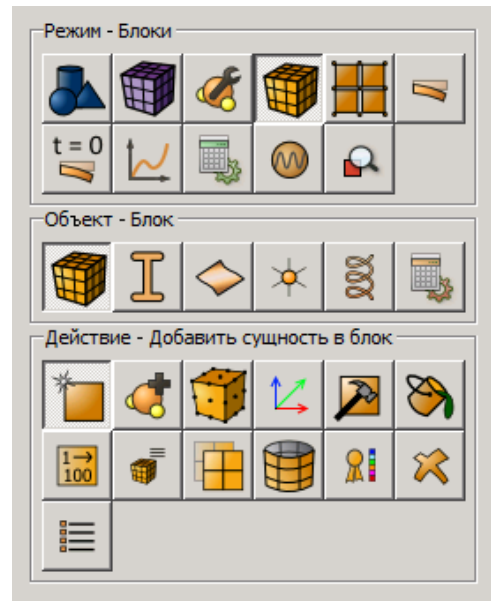 Режим - Блоки
t = 0
Объект - Блок
Действие - Добавить сущность в блок
1→
100